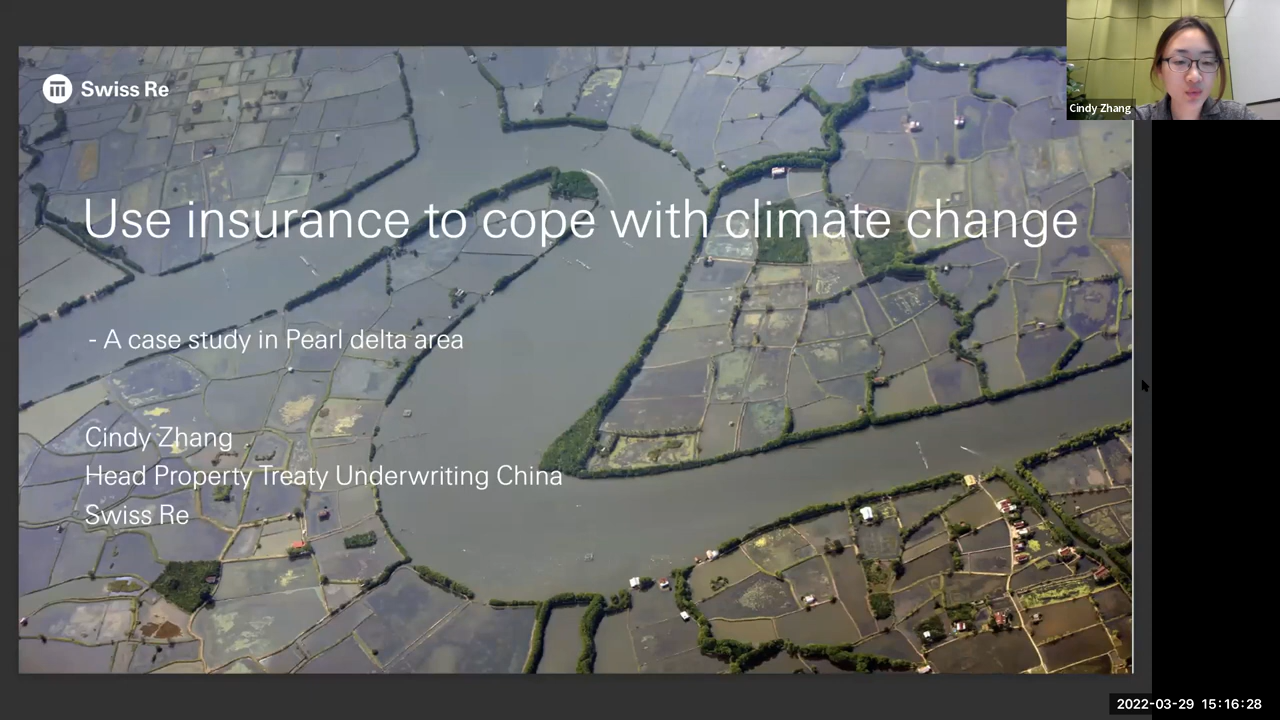 Swiss Re
Cindy Zhang
Use insurance to cope with climate change
- A case study in Pearl delta area
Cindy Zhang
Head Property Treaty Underwriting China
Swiss Re
2022-03-29 15:16:28